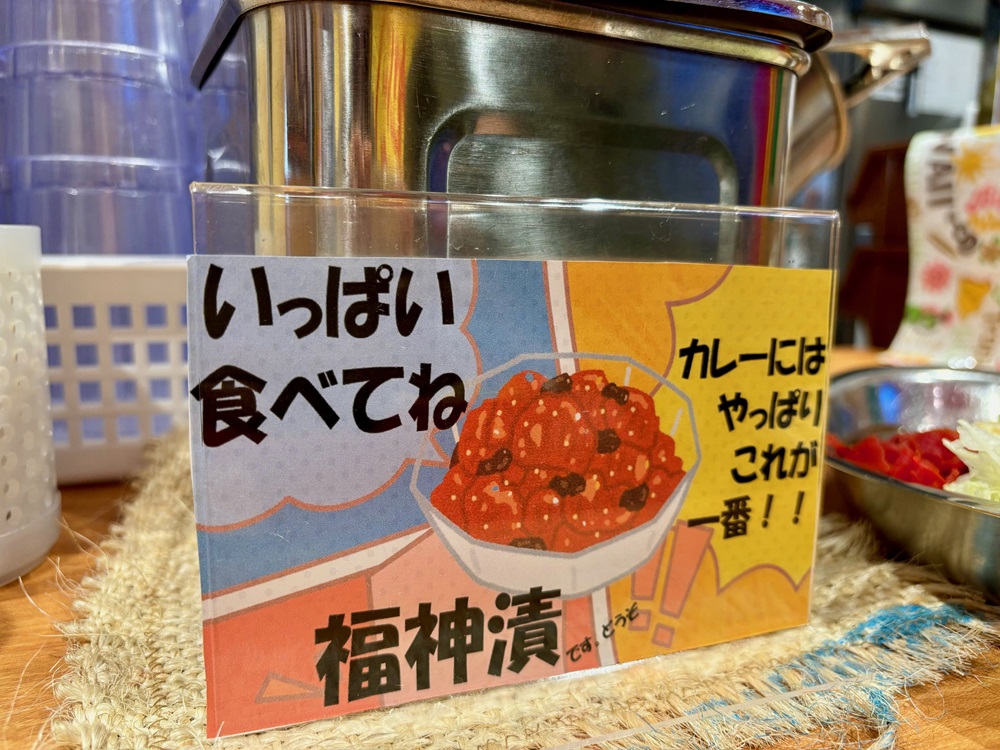 いっぱい
食べてね
カレーには
やっぱり
これが
一番！！
福神漬
です。どうぞ